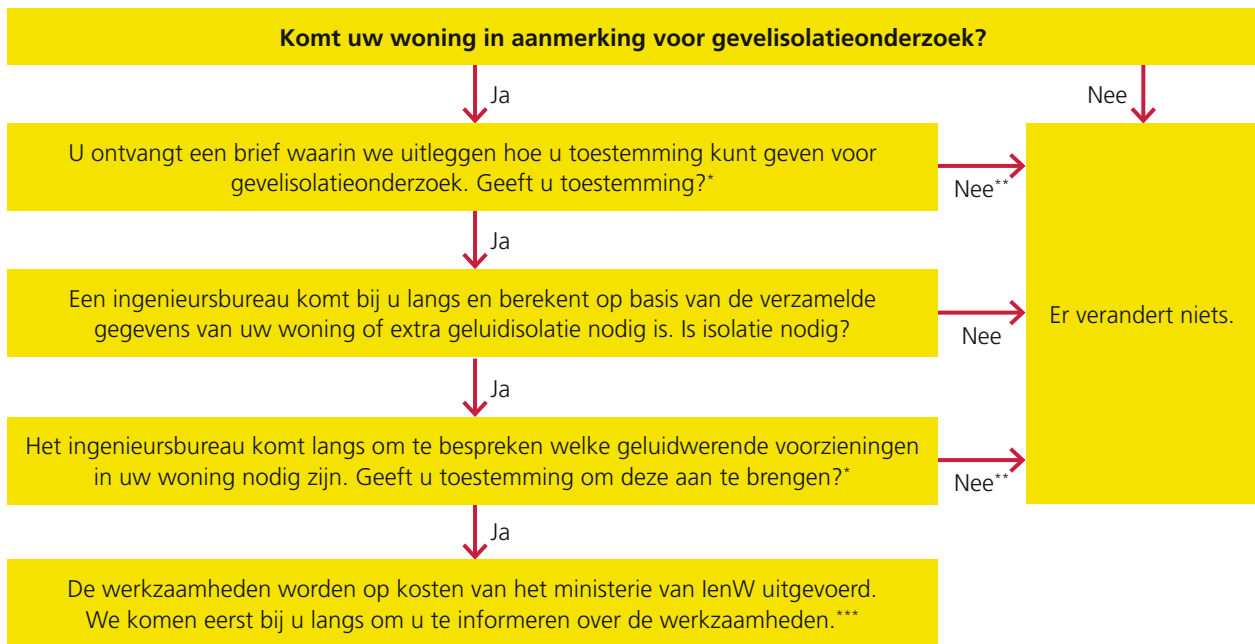 Komt uw woning in aanmerking voor gevelisolatieonderzoek?
Ja
Nee
U ontvangt een brief waarin we uitleggen hoe u toestemming kunt geven voor
gevelisolatieonderzoek. Geeft u toestemming?*
Nee**
Ja
Een ingenieursbureau komt bij u langs en berekent op basis van de verzamelde
gegevens van uw woning of extra geluidisolatie nodig is. Is isolatie nodig?
Nee
Er verandert niets.
Ja
Het ingenieursbureau komt langs om te bespreken welke geluidwerende voorzieningen
in uw woning nodig zijn. Geeft u toestemming om deze aan te brengen?*
Nee**
Ja
De werkzaamheden worden op kosten van het ministerie van IenW uitgevoerd.
We komen eerst bij u langs om u te informeren over de werkzaamheden.***